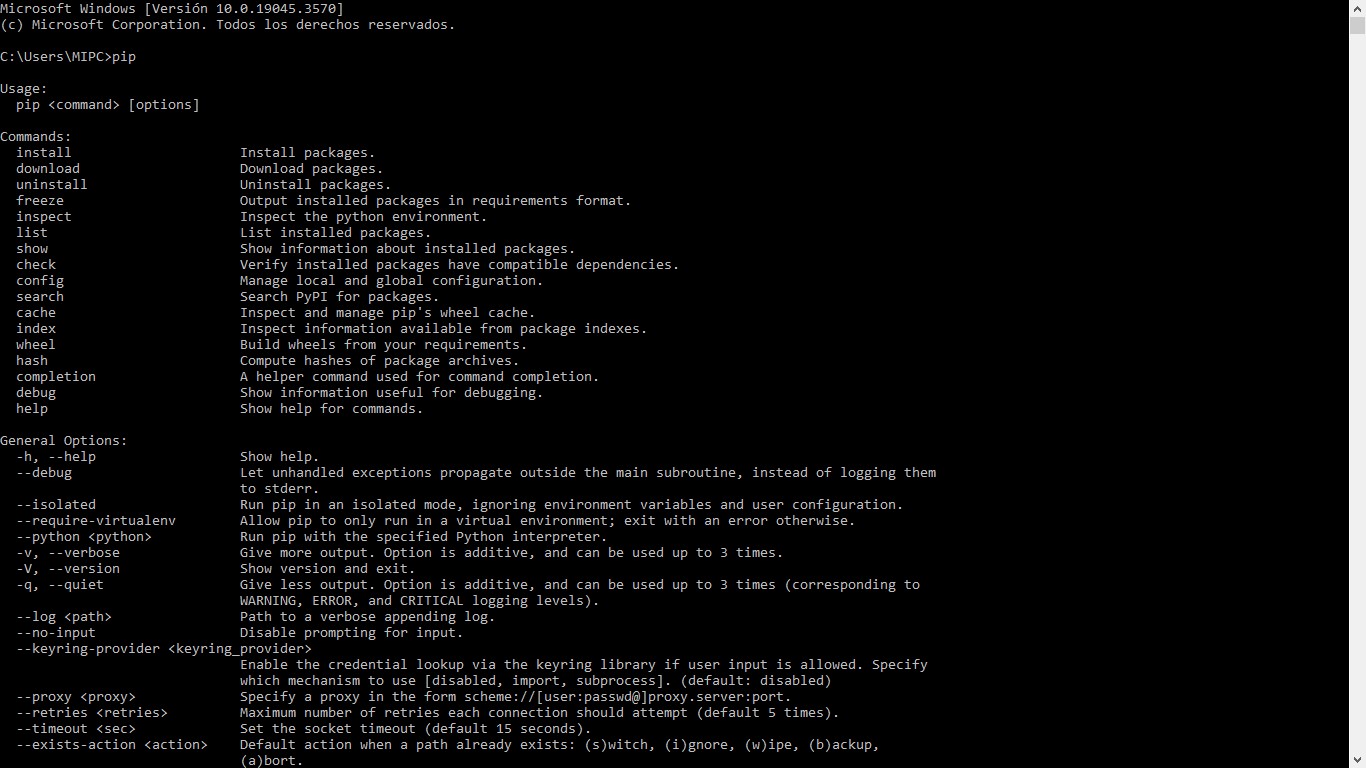 Microsoft Windows [Versión 10.0.19045.3570]
(c) Microsoft Corporation. Todos los derechos reservados.
C:\Users\MIPC>pip
Usage:
  pip <command> [options]
Commands:
  install                     Install packages.
  download                    Download packages.
  uninstall                   Uninstall packages.
  freeze                      Output installed packages in requirements format.
  inspect                     Inspect the python environment.
  list                        List installed packages.
  show                        Show information about installed packages.
  check                       Verify installed packages have compatible dependencies.
  config                      Manage local and global configuration.
  search                      Search PyPI for packages.
  cache                       Inspect and manage pip's wheel cache.
  index                       Inspect information available from package indexes.
  wheel                       Build wheels from your requirements.
  hash                        Compute hashes of package archives.
  completion                  A helper command used for command completion.
  debug                       Show information useful for debugging.
  help                        Show help for commands.
General Options:
  -h, --help                  Show help.
  --debug                     Let unhandled exceptions propagate outside the main subroutine, instead of logging them
                              to stderr.
  --isolated                  Run pip in an isolated mode, ignoring environment variables and user configuration.
  --require-virtualenv        Allow pip to only run in a virtual environment; exit with an error otherwise.
  --python <python>           Run pip with the specified Python interpreter.
  -v, --verbose               Give more output. Option is additive, and can be used up to 3 times.
  -V, --version               Show version and exit.
  -q, --quiet                 Give less output. Option is additive, and can be used up to 3 times (corresponding to
                              WARNING, ERROR, and CRITICAL logging levels).
  --log <path>                Path to a verbose appending log.
  --no-input                  Disable prompting for input.
  --keyring-provider <keyring_provider>
                              Enable the credential lookup via the keyring library if user input is allowed. Specify
                              which mechanism to use [disabled, import, subprocess]. (default: disabled)
  --proxy <proxy>             Specify a proxy in the form scheme://[user:passwd@]proxy.server:port.
  --retries <retries>         Maximum number of retries each connection should attempt (default 5 times).
  --timeout <sec>             Set the socket timeout (default 15 seconds).
  --exists-action <action>    Default action when a path already exists: (s)witch, (i)gnore, (w)ipe, (b)ackup,
                              (a)bort.